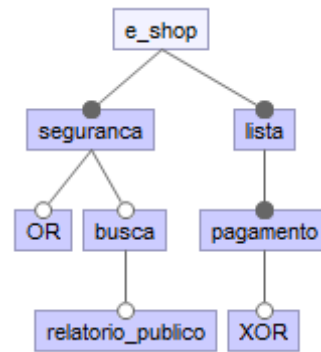 e_shop
seguranca lista
OR busca pagamento
relatorio_publico XOR